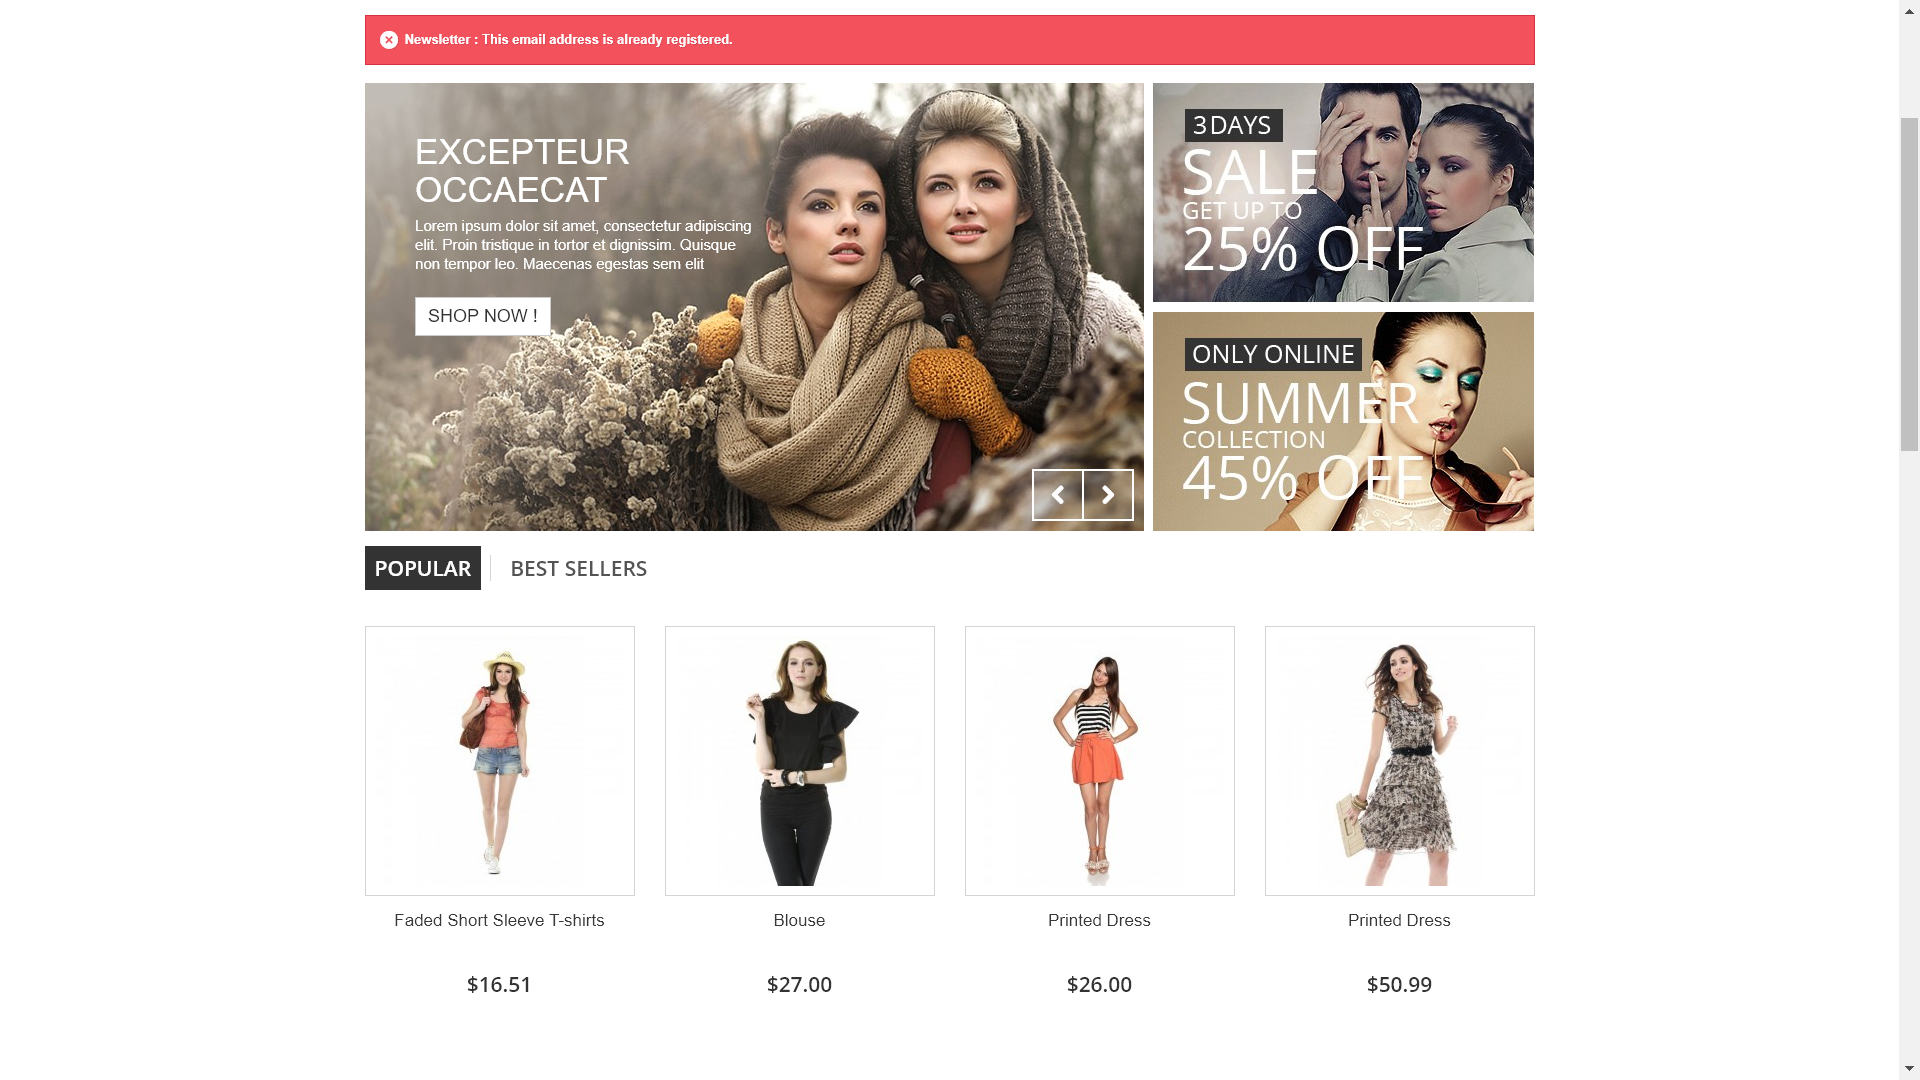 Newsletter : This email address is already registered.
EXCEPTEUR
OCCAECAT
Lorem ipsum dolor sit amet, consectetur adipiscing
elit. Proin tristique in tortor et dignissim. Quisque
non tempor leo. Maecenas egestas sem elit
SHOP NOW !
3 DAYS
SALE
GET UP TO
25% OFF
ONLY ONLINE
SUMMER
COLLECTION
45% OFF
POPULAR
BEST SELLERS
Faded Short Sleeve T-shirts
Blouse
Printed Dress
Printed Dress
$16.51
$27.00
$26.00
$50.99